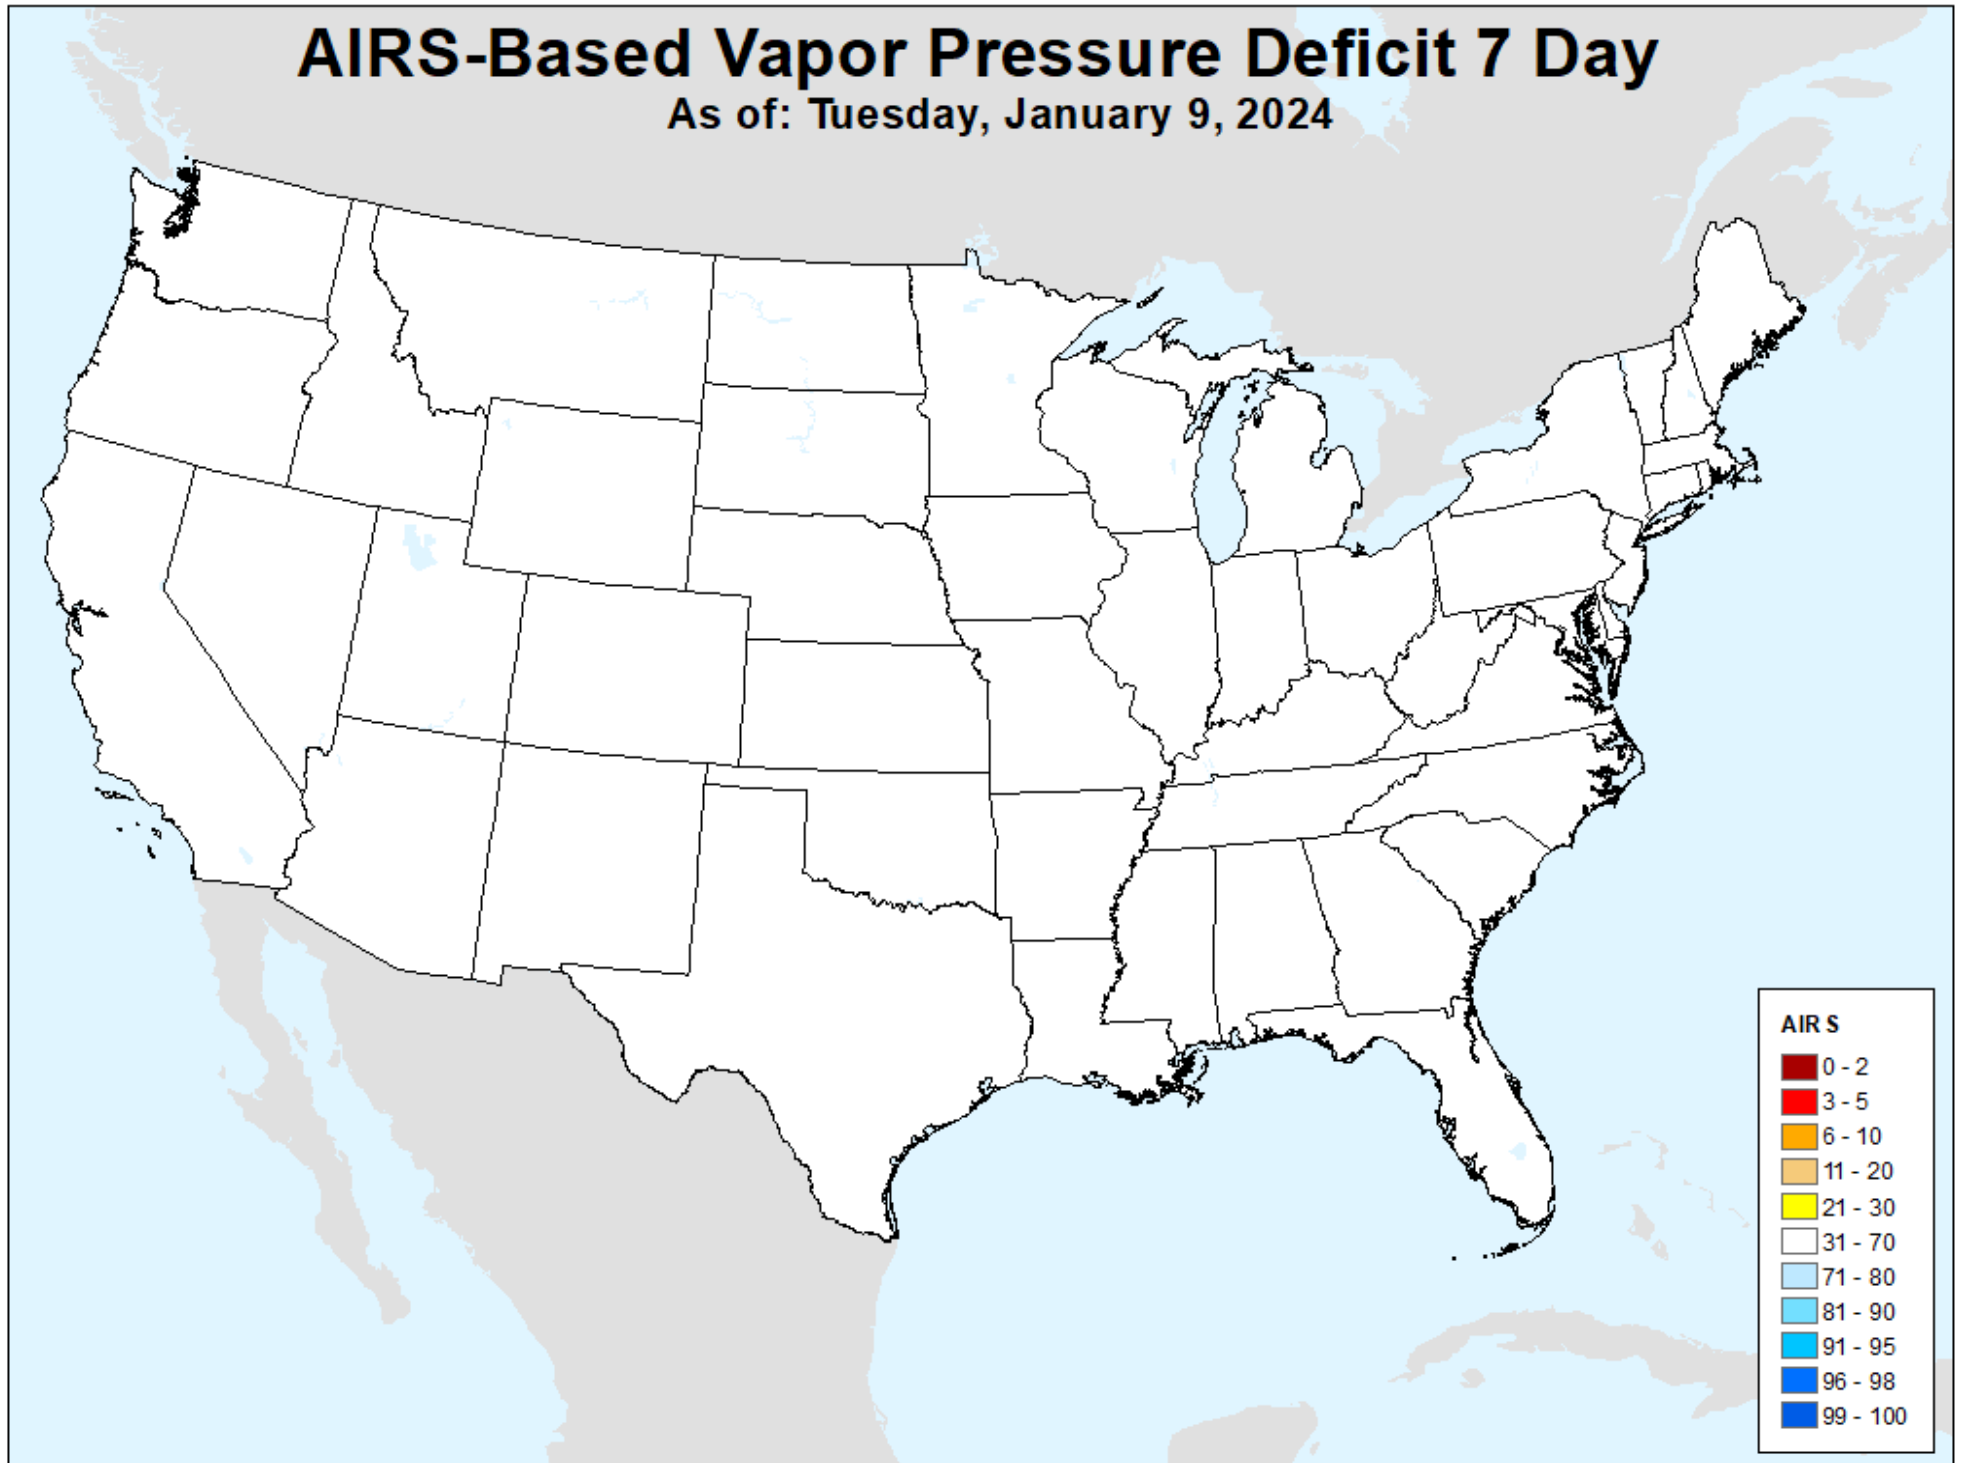 AIRS-Based Vapor Pressure Deficit 7 Day
As of: Tuesday, January 9, 2024
AIRS
0 - 2
3 - 5
6 - 10
11 - 20
21 - 30
31 - 70
71 - 80
81 - 90
91 - 95
96 - 98
99 - 100